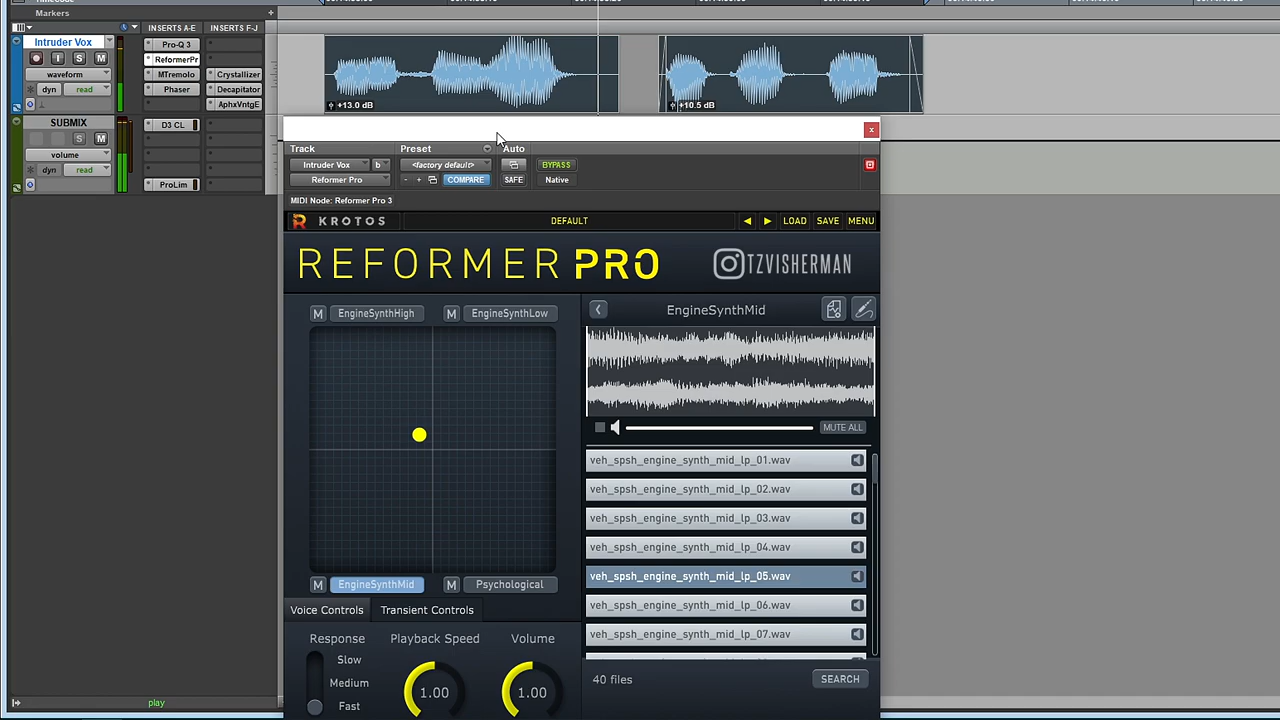 Timecode
Markers
INSERTS A-E INSERTS F-J
Intruder Vox
Pro-Q 3
I S M
ReformerPr
waveform
MTremolo
Crystallizer
dyn read
Phaser
Decapitator
AphxVntgE
+13.0 dB
+10.5 dB
SUBMIX
D3 CL
S M
volume
dyn read
ProLim
Track
Preset
Auto
Intruder Vox
b
<factory default>
BYPASS
Reformer Pro
- +
COMPARE
SAFE
Native
MIDI Node: Reformer Pro 3
KROTOS
DEFAULT
LOAD
SAVE
MENU
REFORMER PRO
TZVISHERMAN
M EngineSynthHigh
M EngineSynthLow
EngineSynthMid
MUTE ALL
veh_spsh_engine_synth_mid_lp_01.wav
veh_spsh_engine_synth_mid_lp_02.wav
veh_spsh_engine_synth_mid_lp_03.wav
veh_spsh_engine_synth_mid_lp_04.wav
veh_spsh_engine_synth_mid_lp_05.wav
veh_spsh_engine_synth_mid_lp_06.wav
veh_spsh_engine_synth_mid_lp_07.wav
M EngineSynthMid
M Psychological
Voice Controls
Transient Controls
Response
Playback Speed
Volume
Slow
Medium
Fast
1.00
1.00
40 files
SEARCH
play